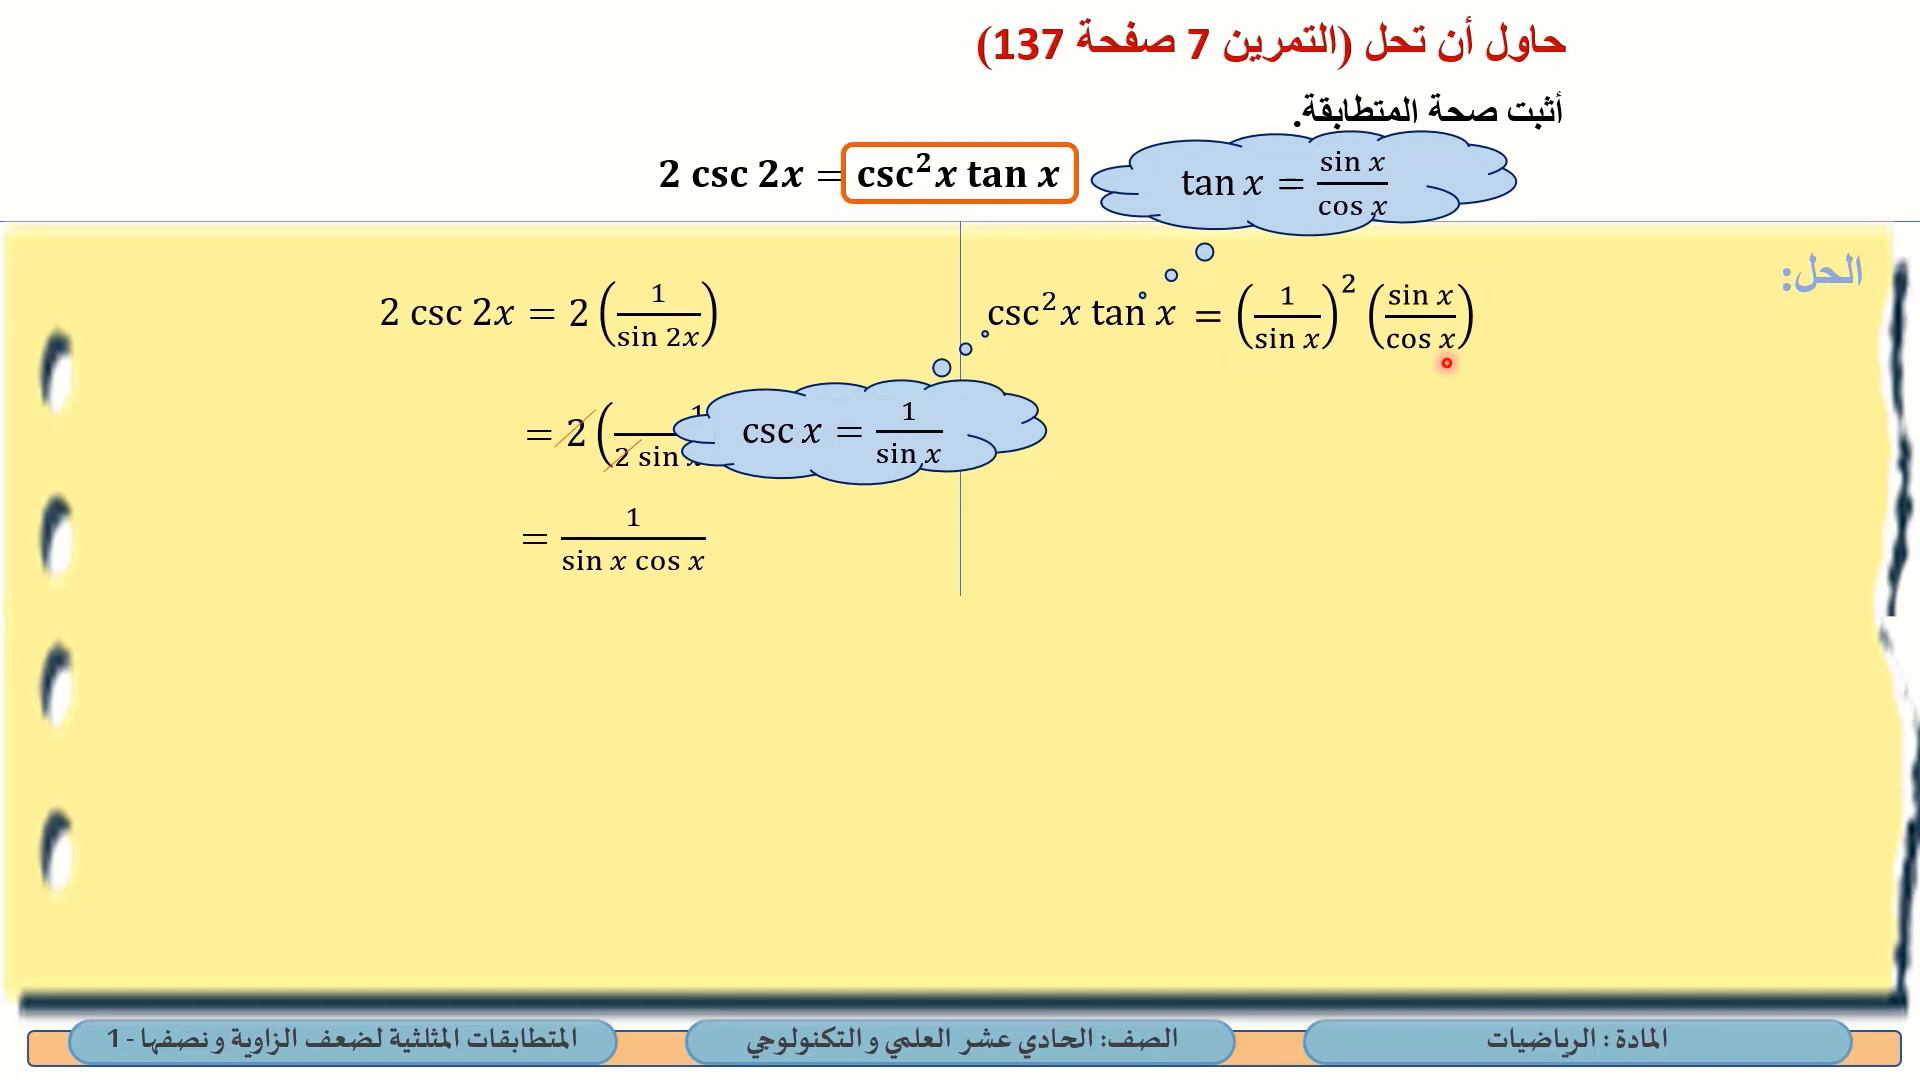 حاول أن تحل (التمرين 7 صفحة 137)
أثبت صحة المتطابقة.
2 csc 2x = csc²x tan x
tan x = sin x / cos x
الحل:
csc²x tan x = (1 / sin x)² (sin x / cos x)
csc x = 1 / sin x
2 csc 2x = 2 (1 / sin 2x)
= 2 (1 / 2 sin
= 1 / sin x cos x
المادة : الرياضيات
الصف: الحادي عشر العلمي و التكنولوجي
المتطابقات المثلثية لضعف الزاوية و نصفها - 1